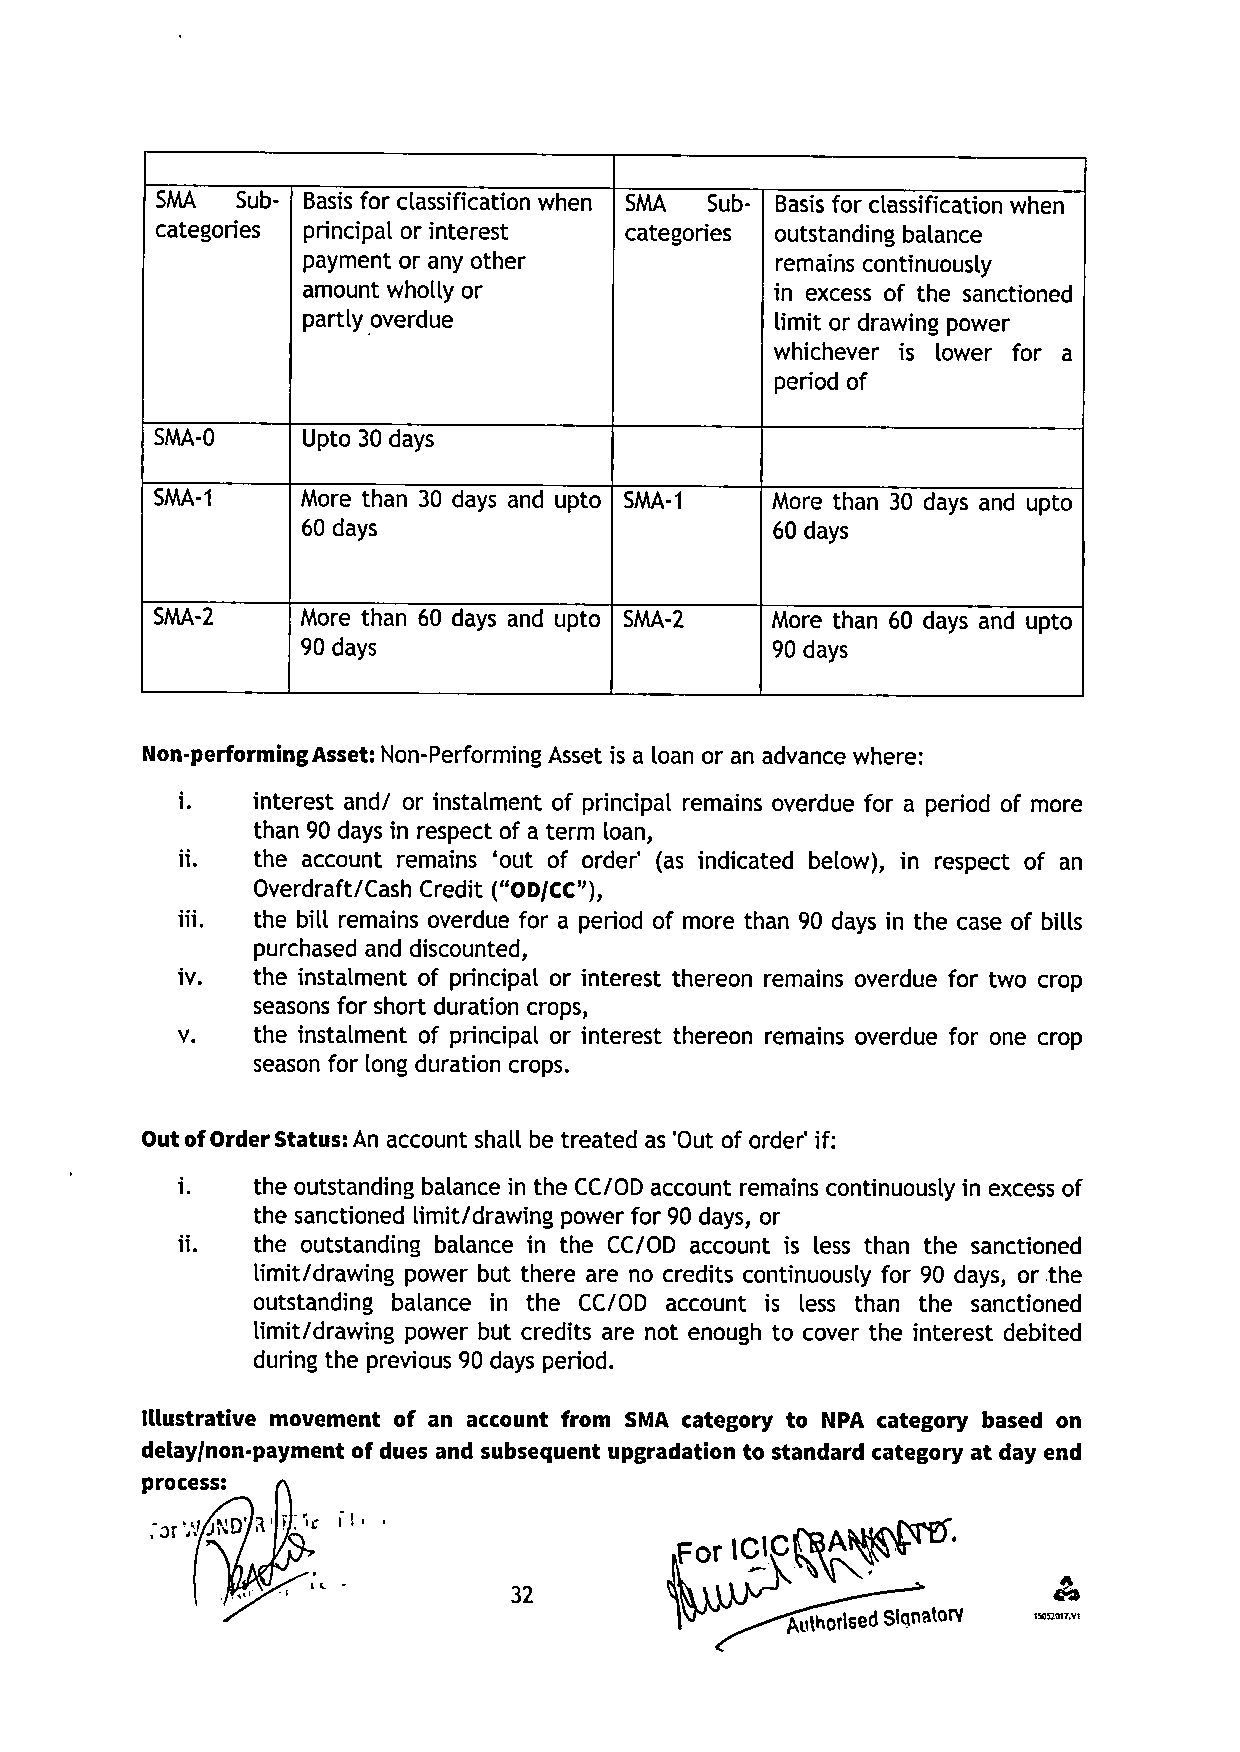 SMA Sub- categories | Basis for classification when principal or interest payment or any other amount wholly or partly overdue | SMA Sub- categories | Basis for classification when outstanding balance remains continuously in excess of the sanctioned limit or drawing power whichever is lower for a period of
SMA-0 | Upto 30 days
SMA-1 | More than 30 days and upto 60 days | SMA-1 | More than 30 days and upto 60 days
SMA-2 | More than 60 days and upto 90 days | SMA-2 | More than 60 days and upto 90 days
Non-performing Asset: Non-Performing Asset is a loan or an advance where:
i. interest and/ or instalment of principal remains overdue for a period of more
than 90 days in respect of a term loan,
ii. the account remains 'out of order' (as indicated below), in respect of an
Overdraft/Cash Credit ("OD/CC"),
iii. the bill remains overdue for a period of more than 90 days in the case of bills
purchased and discounted,
iv. the instalment of principal or interest thereon remains overdue for two crop
seasons for short duration crops,
v. the instalment of principal or interest thereon remains overdue for one crop
season for long duration crops.
Out of Order Status: An account shall be treated as 'Out of order' if:
i. the outstanding balance in the CC/OD account remains continuously in excess of
the sanctioned limit/drawing power for 90 days, or
ii. the outstanding balance in the CC/OD account is less than the sanctioned
limit/drawing power but there are no credits continuously for 90 days, or the
outstanding balance in the CC/OD account is less than the sanctioned
limit/drawing power but credits are not enough to cover the interest debited
during the previous 90 days period.
Illustrative movement of an account from SMA category to NPA category based on
delay/non-payment of dues and subsequent upgradation to standard category at day end
process:
For ICICI BANK LTD.
32
Authorised Signatory
15052017.V1